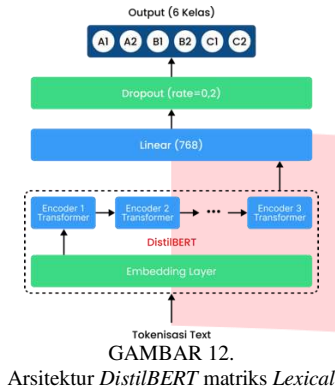 Output (6 Kelas)
A1 A2 B1 B2 C1 C2
Dropout (rate=0,2)
Linear (768)
Encoder 1 Transformer
Encoder 2 Transformer
...
Encoder 3 Transformer
DistilBERT
Embedding Layer
Tokenisasi Text
GAMBAR 12.
Arsitektur DistilBERT matriks Lexical